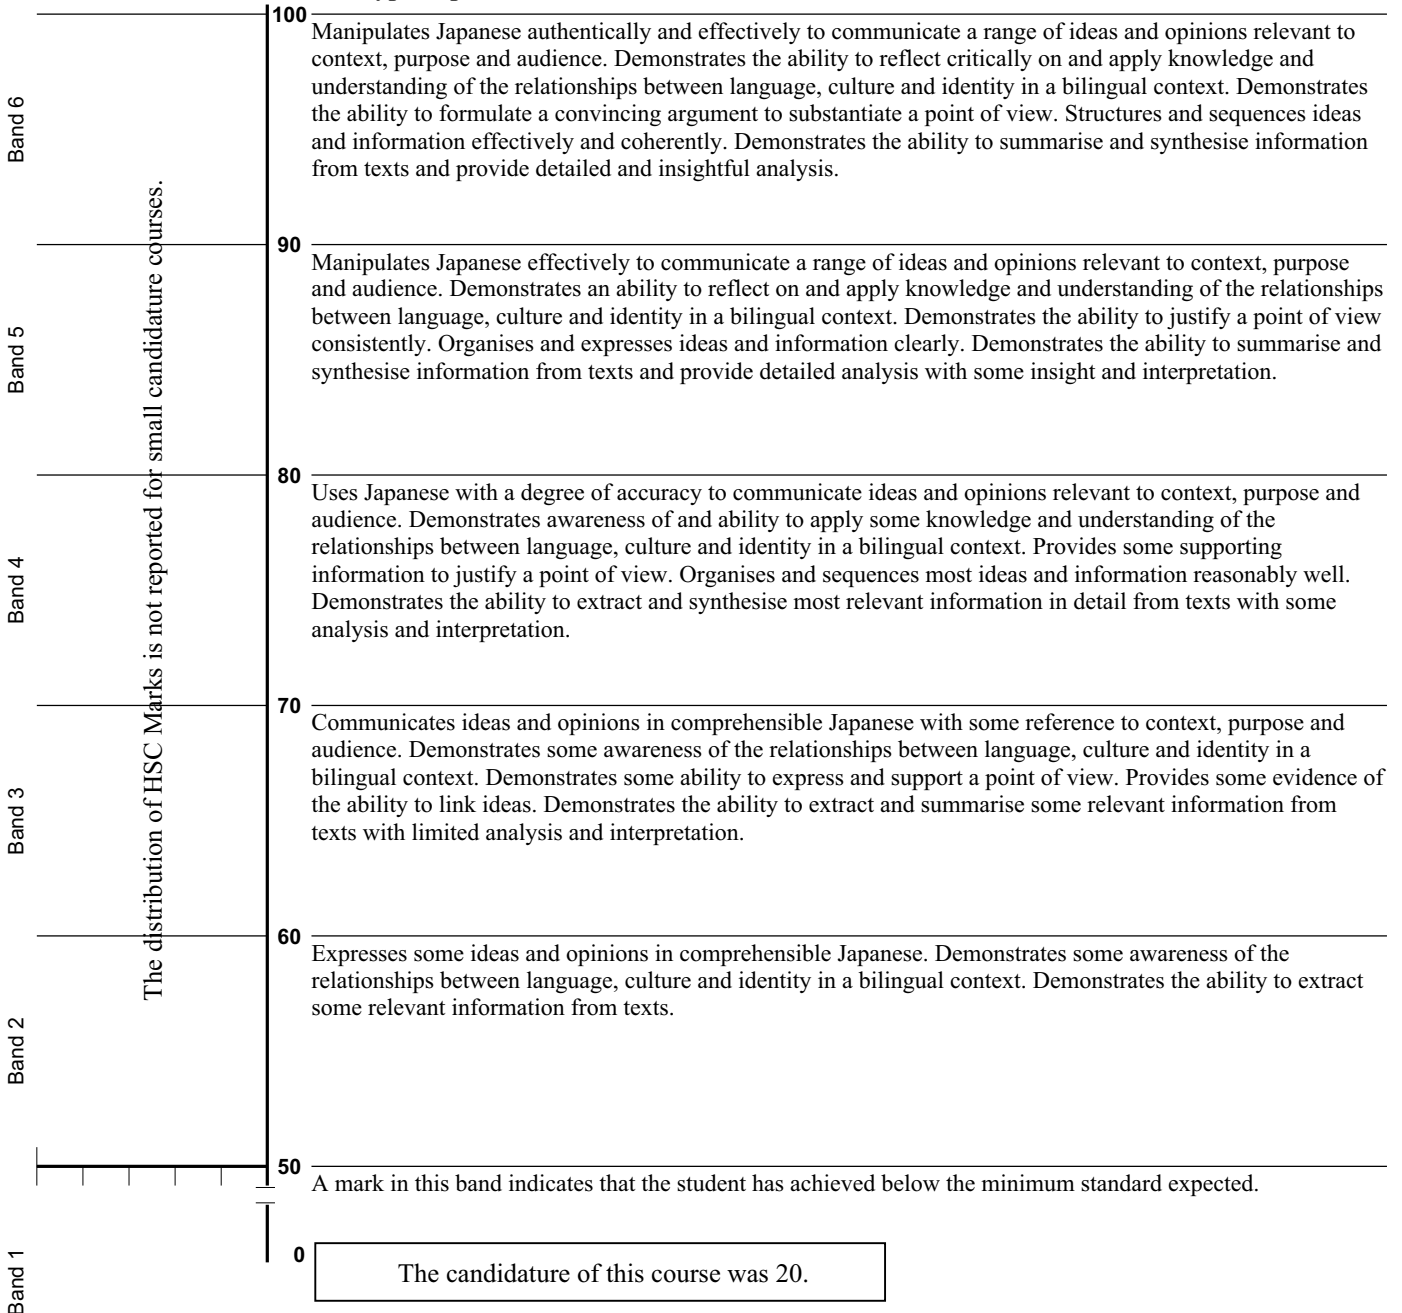 100
Manipulates Japanese authentically and effectively to communicate a range of ideas and opinions relevant to
context, purpose and audience. Demonstrates the ability to reflect critically on and apply knowledge and
understanding of the relationships between language, culture and identity in a bilingual context. Demonstrates
the ability to formulate a convincing argument to substantiate a point of view. Structures and sequences ideas
and information effectively and coherently. Demonstrates the ability to summarise and synthesise information
from texts and provide detailed and insightful analysis.
Band 6
The distribution of HSC Marks is not reported for small candidature courses.
90
Manipulates Japanese effectively to communicate a range of ideas and opinions relevant to context, purpose
and audience. Demonstrates an ability to reflect on and apply knowledge and understanding of the relationships
between language, culture and identity in a bilingual context. Demonstrates the ability to justify a point of view
consistently. Organises and expresses ideas and information clearly. Demonstrates the ability to summarise and
synthesise information from texts and provide detailed analysis with some insight and interpretation.
Band 5
80
Uses Japanese with a degree of accuracy to communicate ideas and opinions relevant to context, purpose and
audience. Demonstrates awareness of and ability to apply some knowledge and understanding of the
relationships between language, culture and identity in a bilingual context. Provides some supporting
information to justify a point of view. Organises and sequences most ideas and information reasonably well.
Demonstrates the ability to extract and synthesise most relevant information in detail from texts with some
analysis and interpretation.
Band 4
70
Communicates ideas and opinions in comprehensible Japanese with some reference to context, purpose and
audience. Demonstrates some awareness of the relationships between language, culture and identity in a
bilingual context. Demonstrates some ability to express and support a point of view. Provides some evidence of
the ability to link ideas. Demonstrates the ability to extract and summarise some relevant information from
texts with limited analysis and interpretation.
Band 3
60
Expresses some ideas and opinions in comprehensible Japanese. Demonstrates some awareness of the
relationships between language, culture and identity in a bilingual context. Demonstrates the ability to extract
some relevant information from texts.
Band 2
50
A mark in this band indicates that the student has achieved below the minimum standard expected.
0
Band 1
The candidature of this course was 20.